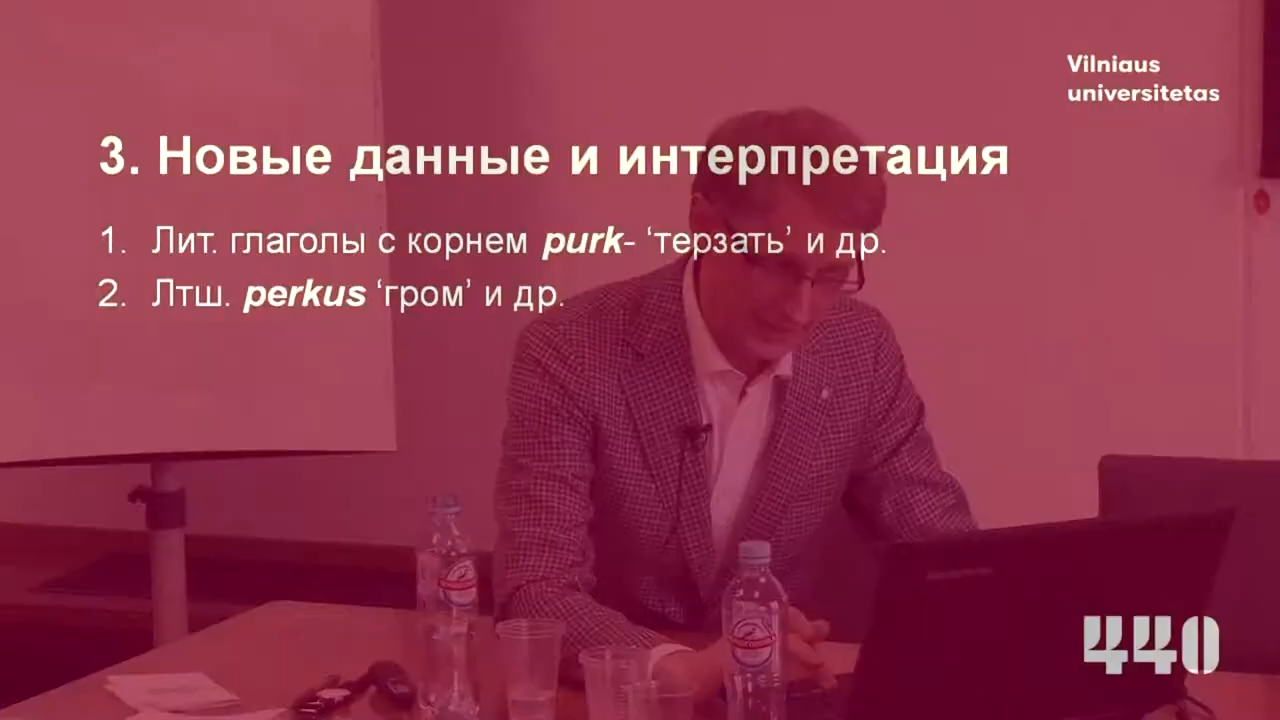 Vilniaus
universitetas
3. Новые данные и интерпретация
1. Лит. глаголы с корнем purk- ‘терзать’ и др.
2. Лтш. perkus ‘гром’ и др.
440